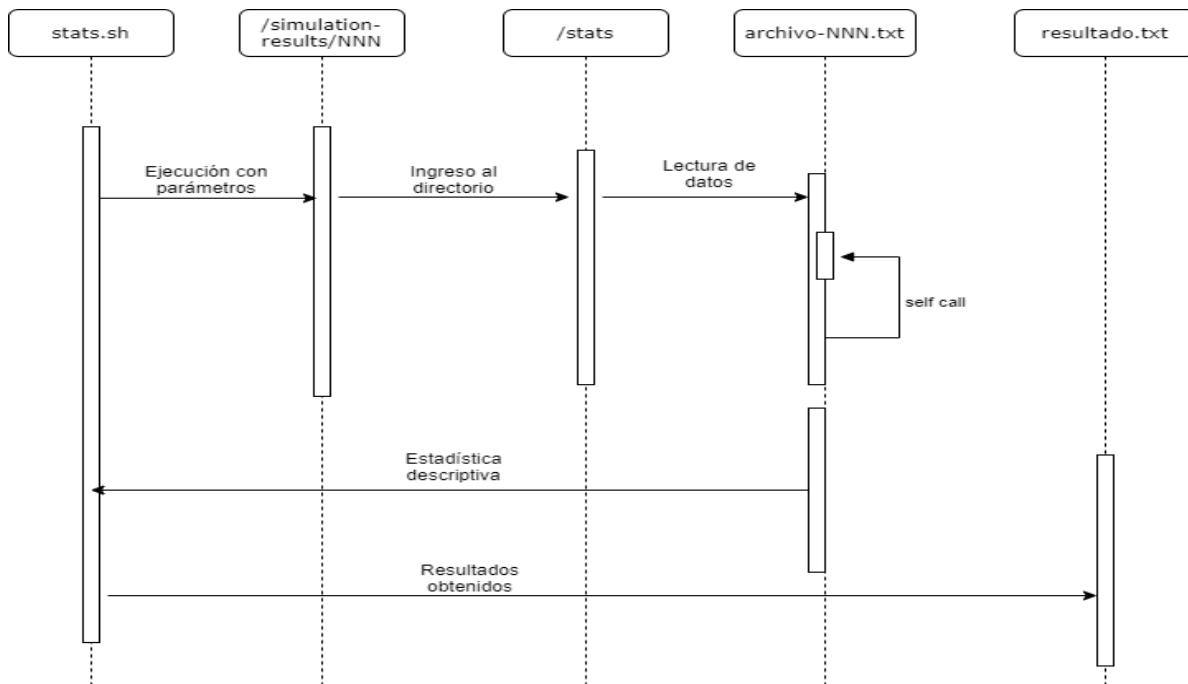 stats.sh
/simulation-
results/NNN
/stats
archivo-NNN.txt
resultado.txt
Ejecución con
parámetros
Ingreso al
directorio
Lectura de
datos
self call
Estadística
descriptiva
Resultados
obtenidos